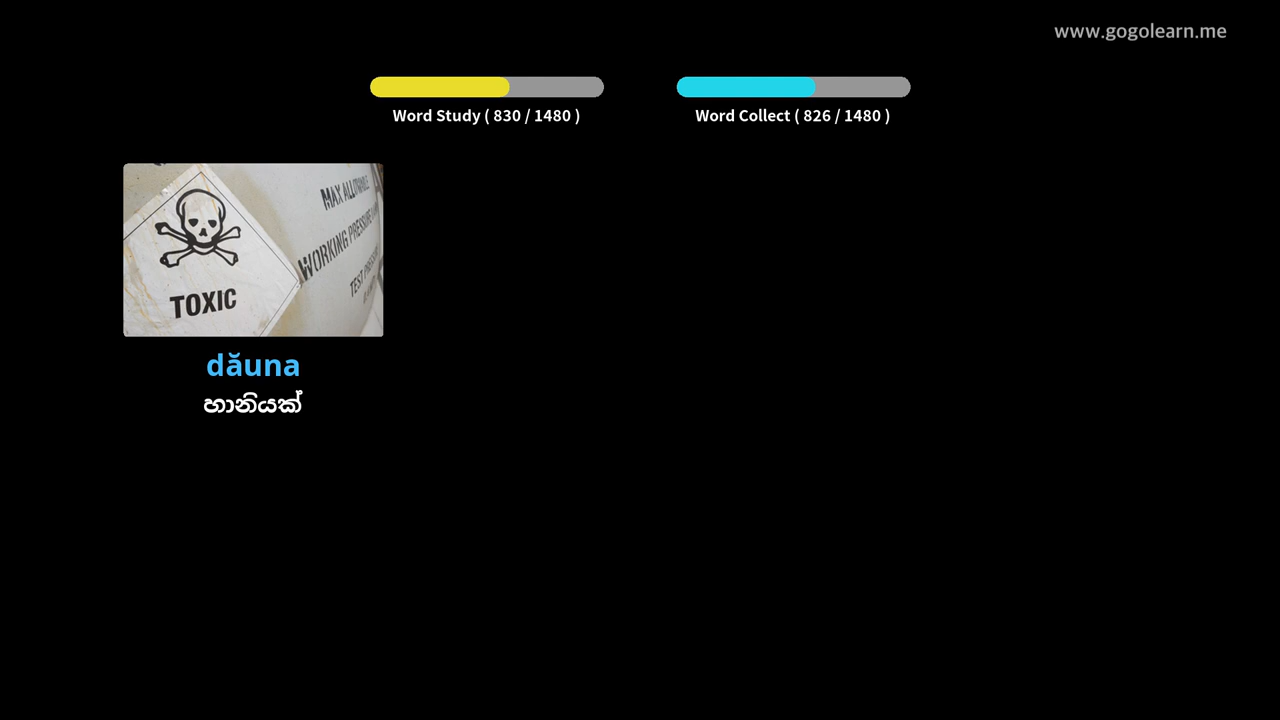 www.gogolearn.me
Word Study ( 830 / 1480 )
Word Collect ( 826 / 1480 )
MAX ALLOWABLE
WORKING PRESSURE
TEST
TOXIC
dăuna
හානියක්